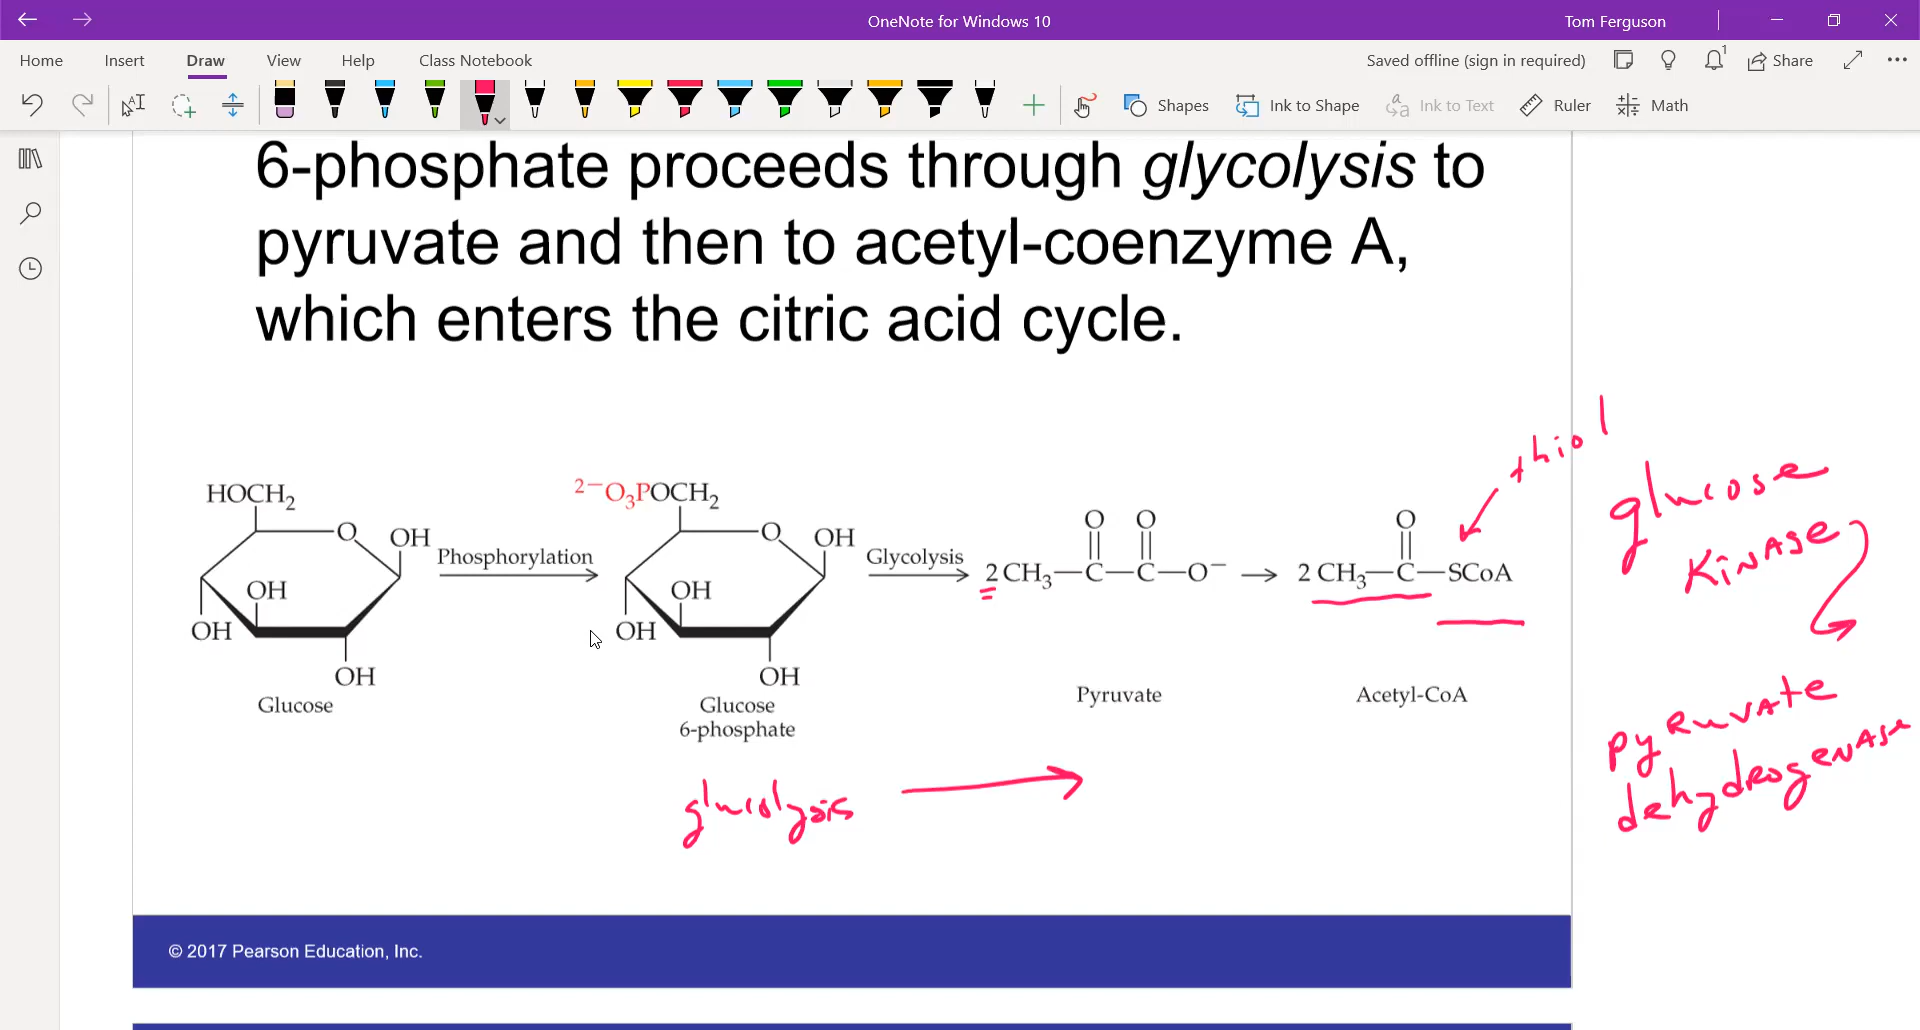 OneNote for Windows 10
Tom Ferguson
Home Insert Draw View Help Class Notebook
Saved offline (sign in required)
1
Share
Shapes Ink to Shape Ink to Text Ruler Math
6-phosphate proceeds through glycolysis to
pyruvate and then to acetyl-coenzyme A,
which enters the citric acid cycle.
thiol
glucose
kinase
HOCH₂
O
OH
OH
OH
OH
Glucose
Phosphorylation
2−O₃POCH₂
O
OH
OH
OH
OH
Glucose
6-phosphate
Glycolysis
O O
2 CH₃—C—C—O⁻
Pyruvate
O
2 CH₃—C—SCoA
Acetyl-CoA
pyruvate
dehydrogenase
glucolysis
© 2017 Pearson Education, Inc.